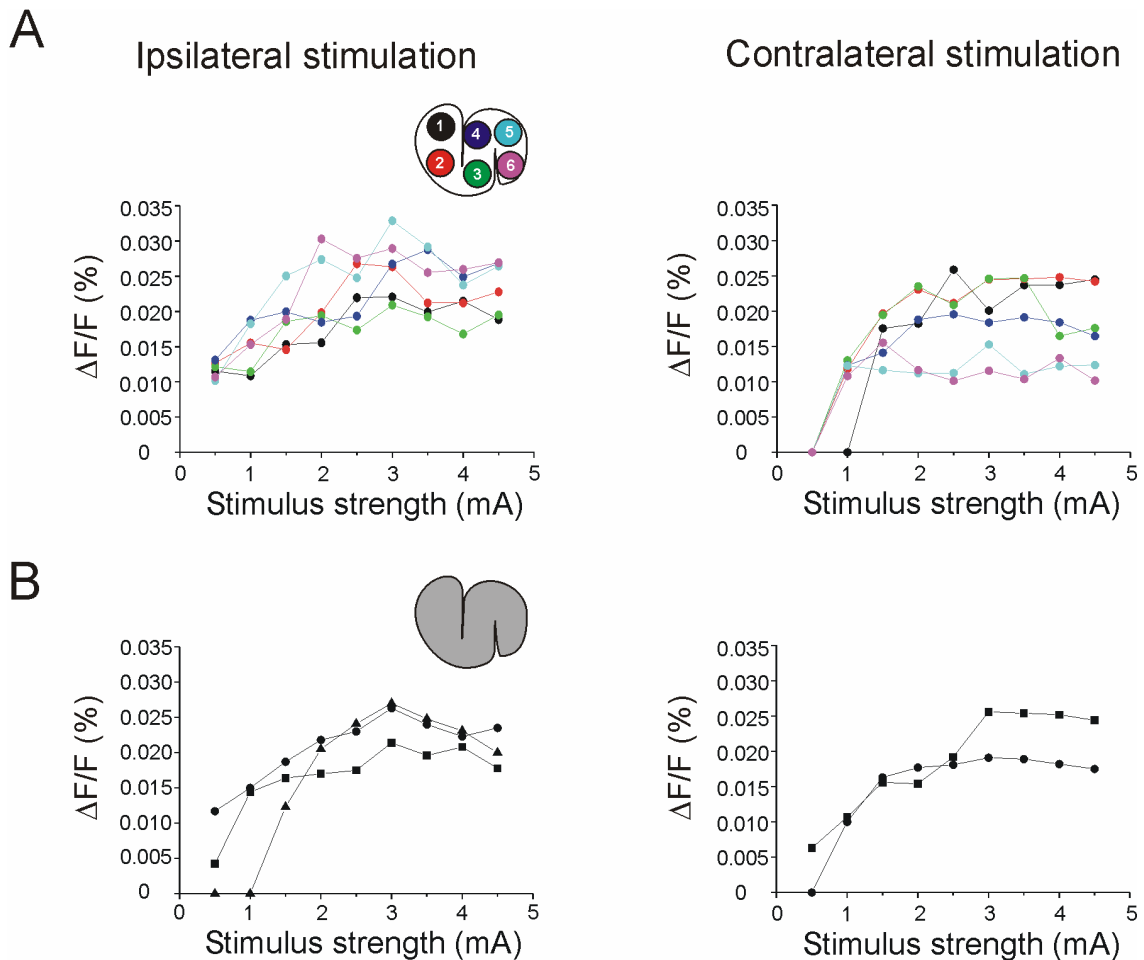 A
Ipsilateral stimulation
Contralateral stimulation
1
4
5
2
3
6
0.035
0.030
0.025
0.020
0.015
0.010
0.005
0
ΔF/F (%)
0 1 2 3 4 5
Stimulus strength (mA)
0.035
0.030
0.025
0.020
0.015
0.010
0.005
0
ΔF/F (%)
0 1 2 3 4 5
Stimulus strength (mA)
B
0.035
0.030
0.025
0.020
0.015
0.010
0.005
0
ΔF/F (%)
0 1 2 3 4 5
Stimulus strength (mA)
0.035
0.030
0.025
0.020
0.015
0.010
0.005
0
ΔF/F (%)
0 1 2 3 4 5
Stimulus strength (mA)